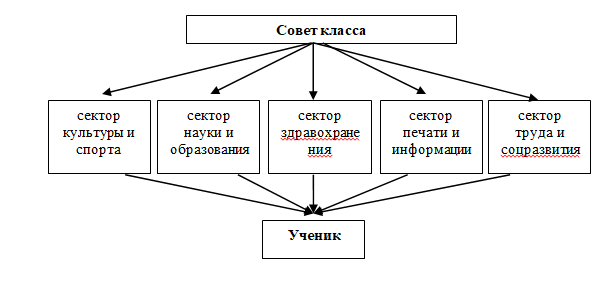 Совет класса
сектор
культуры и
спорта
сектор
науки и
образования
сектор
здравохране
ния
сектор
печати и
информации
сектор
труда и
соцразвития
Ученик